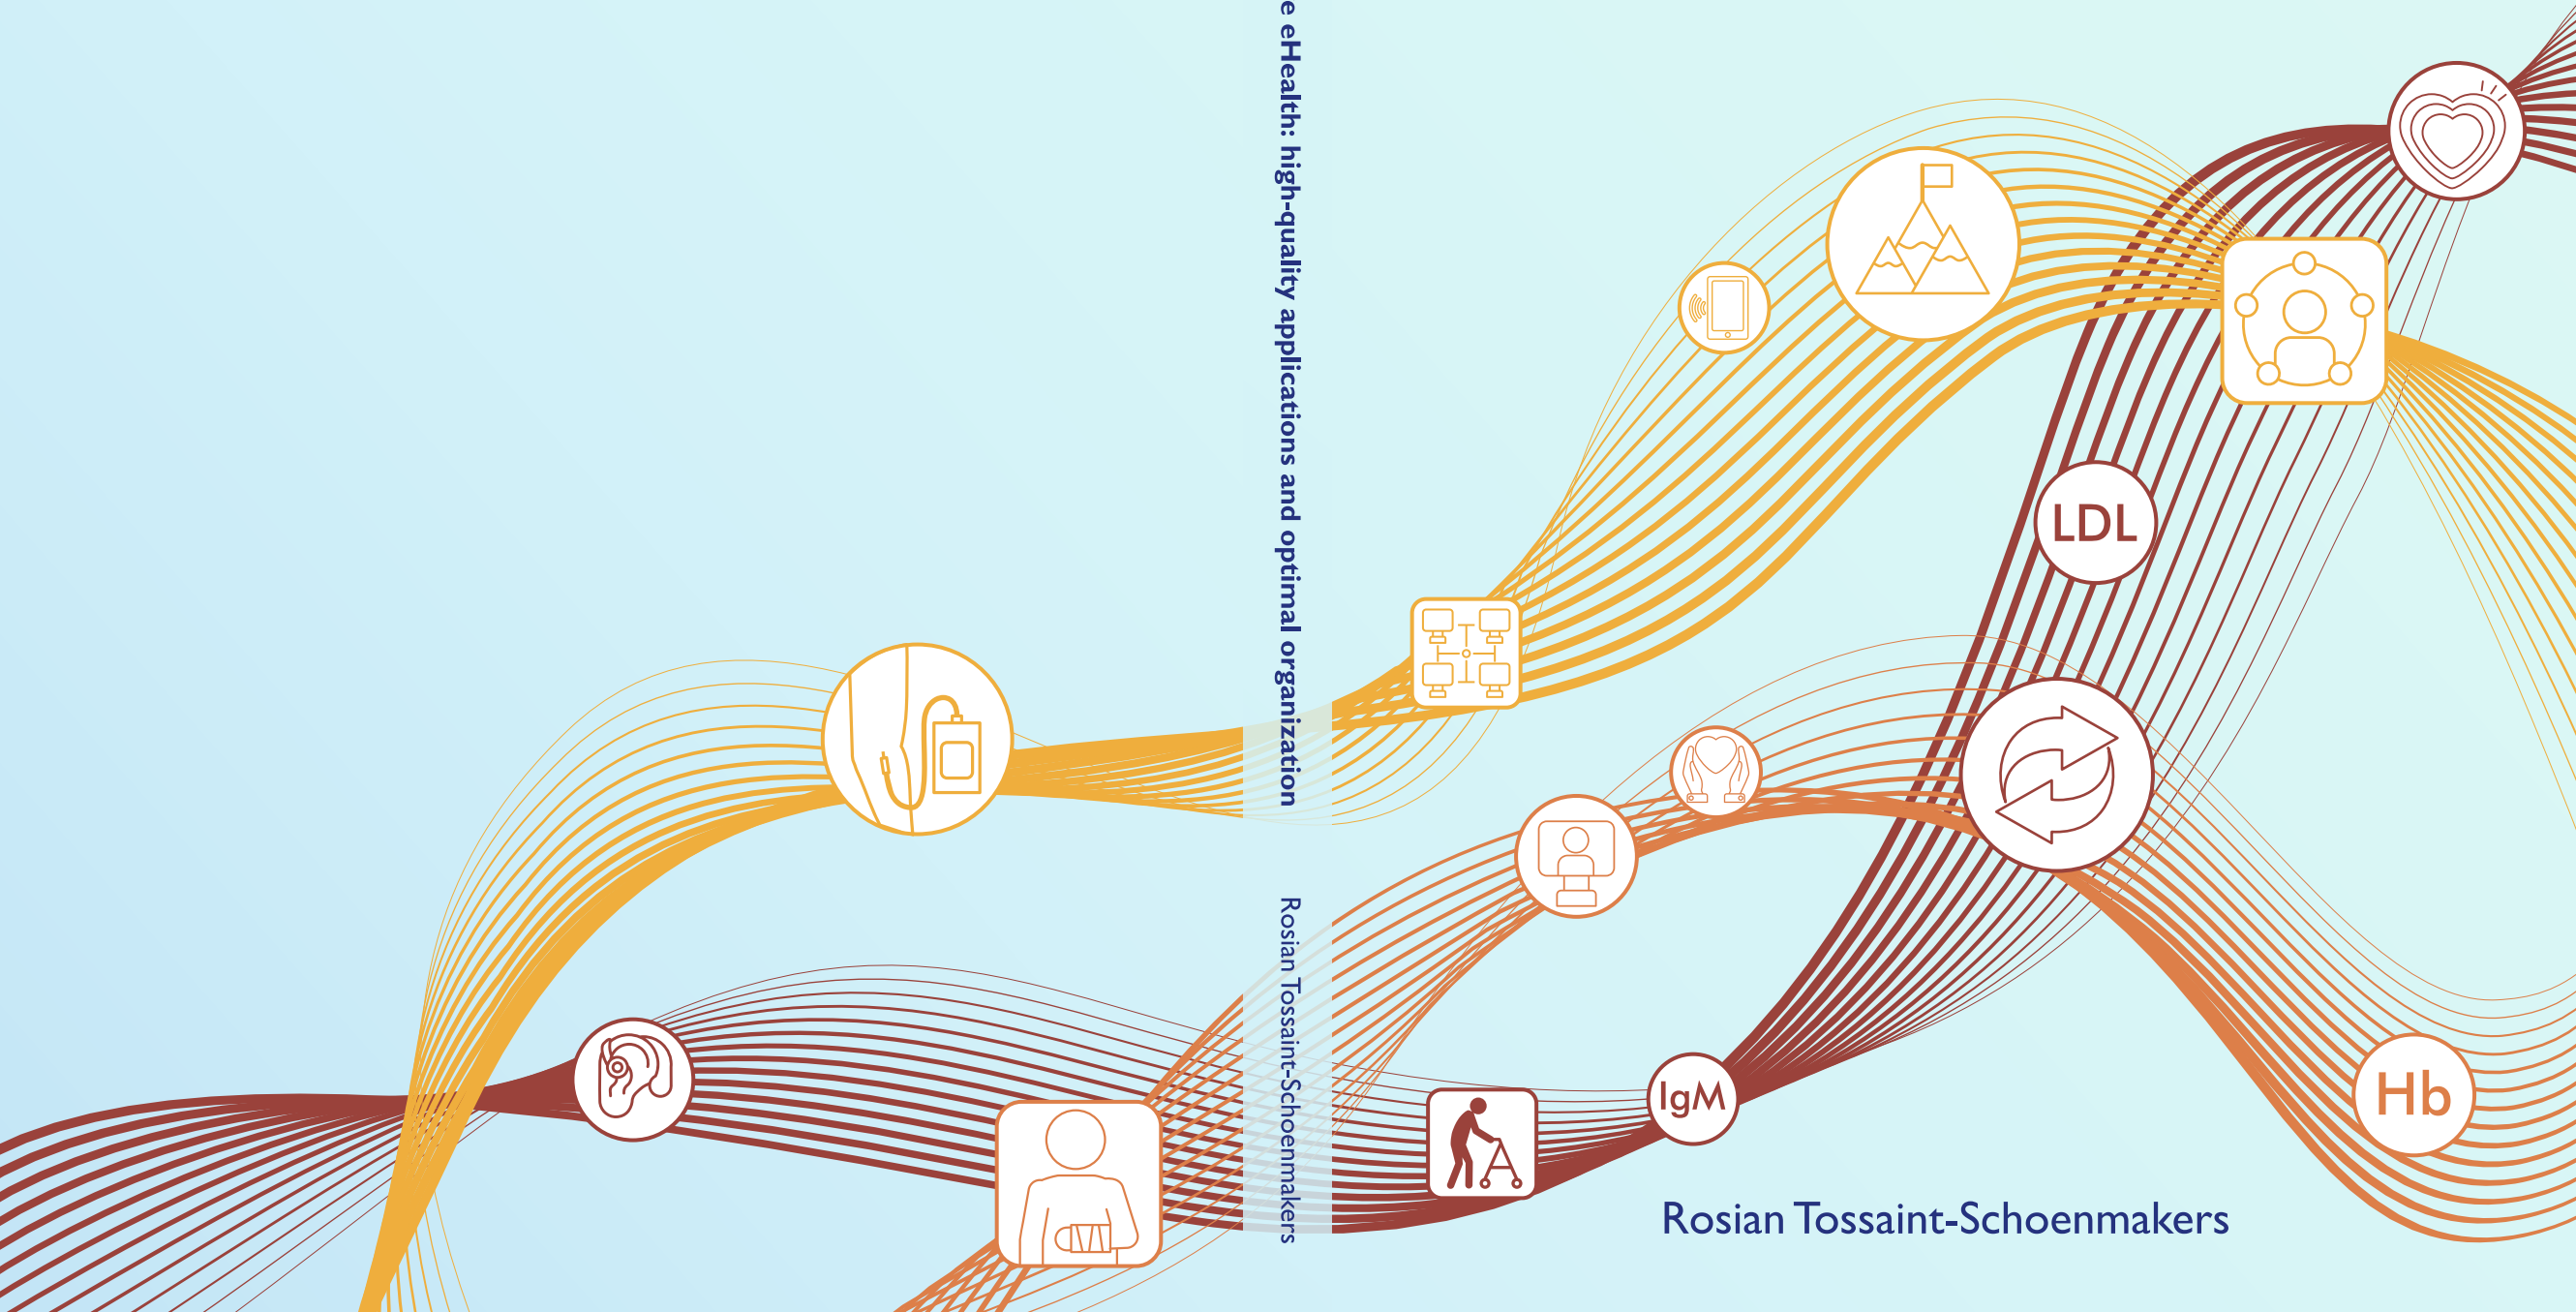 eHealth: high-quality applications and optimal organization
Rosian Tossaint-Schoenmakers
LDL
IgM
Hb
Rosian Tossaint-Schoenmakers